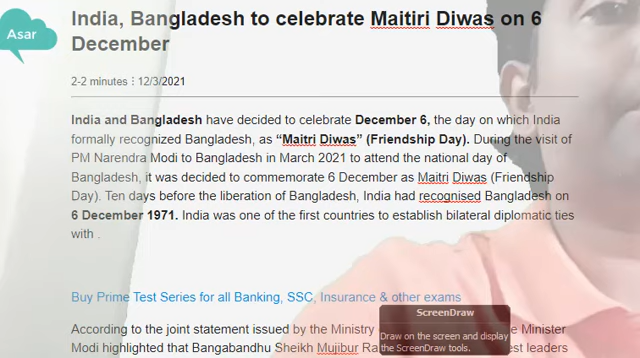 Asar
India, Bangladesh to celebrate Maitiri Diwas on 6
December
2-2 minutes ⋮ 12/3/2021
India and Bangladesh have decided to celebrate December 6, the day on which India
formally recognized Bangladesh, as “Maitri Diwas” (Friendship Day). During the visit of
PM Narendra Modi to Bangladesh in March 2021 to attend the national day of
Bangladesh, it was decided to commemorate 6 December as Maitri Diwas (Friendship
Day). Ten days before the liberation of Bangladesh, India had recognised Bangladesh on
6 December 1971. India was one of the first countries to establish bilateral diplomatic ties
with .
Buy Prime Test Series for all Banking, SSC, Insurance & other exams
ScreenDraw
Draw on the screen and display
the ScreenDraw tools.
According to the joint statement issued by the Ministry Minister
Modi highlighted that Bangabandhu Sheikh Mujibur leaders